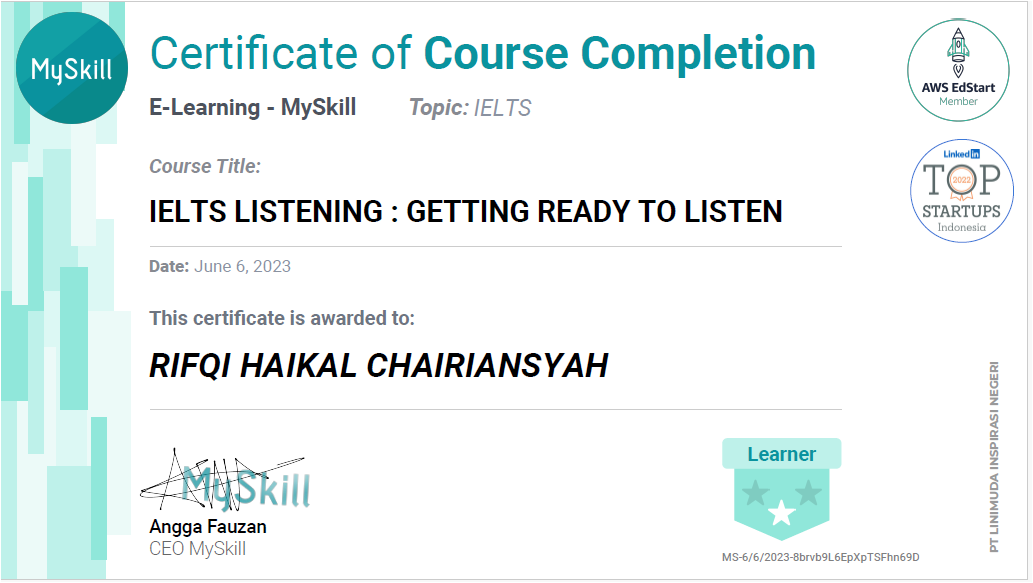 MySkill
Certificate of Course Completion
E-Learning - MySkill Topic: IELTS
Course Title:
IELTS LISTENING : GETTING READY TO LISTEN
Date: June 6, 2023
This certificate is awarded to:
RIFQI HAIKAL CHAIRIANSYAH
MySkill
Angga Fauzan
CEO MySkill
Learner
MS-6/6/2023-8brvb9L6EpXpTSFhn69D
AWS EdStart
Member
Linked in
TOP
2022
STARTUPS
Indonesia
PT LINIMUDA INSPIRASI NEGERI